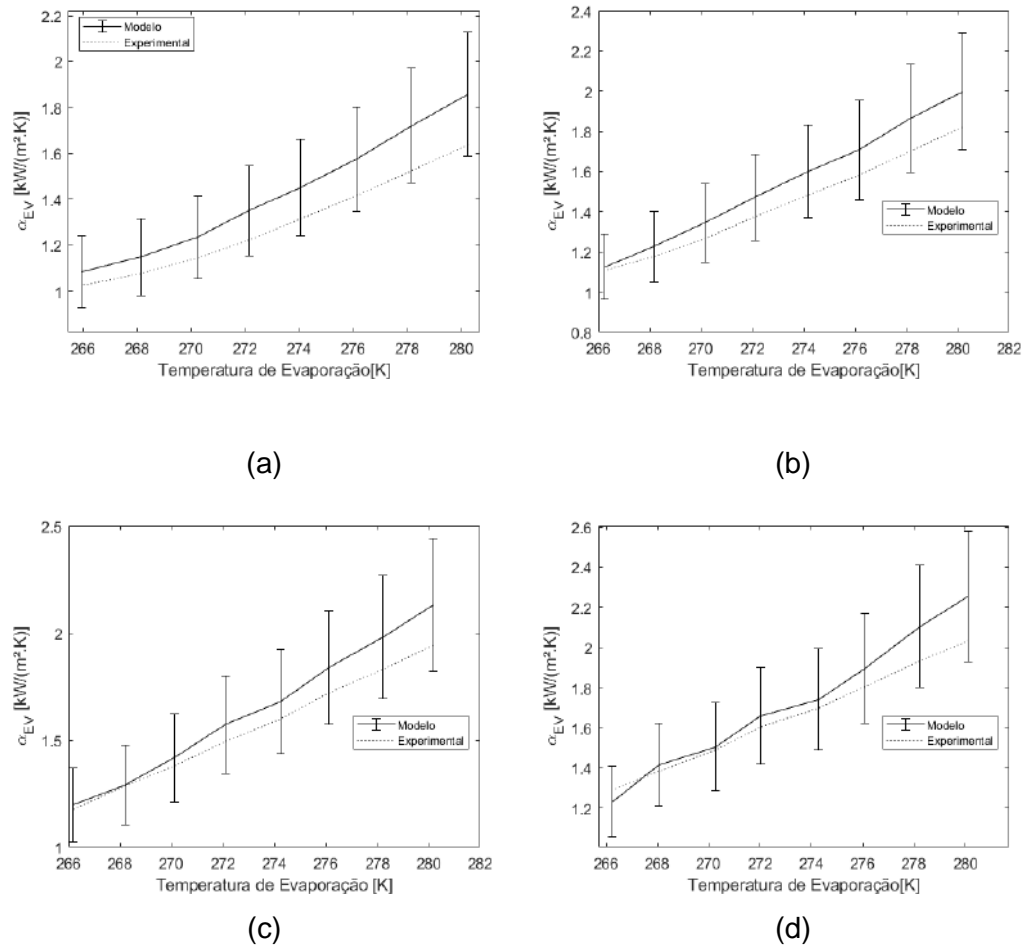 2.2
2
1.8
1.6
1.4
1.2
1
α_EV [kW/(m².K)]
Modelo
Experimental
266 268 270 272 274 276 278 280
Temperatura de Evaporação[K]
(a)
2.4
2.2
2
1.8
1.6
1.4
1.2
1
0.8
α_EV [kW/(m².K)]
Modelo
Experimental
266 268 270 272 274 276 278 280 282
Temperatura de Evaporação[K]
(b)
2.5
2
1.5
1
α_EV [kW/(m².K)]
Modelo
Experimental
266 268 270 272 274 276 278 280 282
Temperatura de Evaporação [K]
(c)
2.6
2.4
2.2
2
1.8
1.6
1.4
1.2
α_EV [kW/(m².K)]
Modelo
Experimental
266 268 270 272 274 276 278 280
Temperatura de Evaporação[K]
(d)